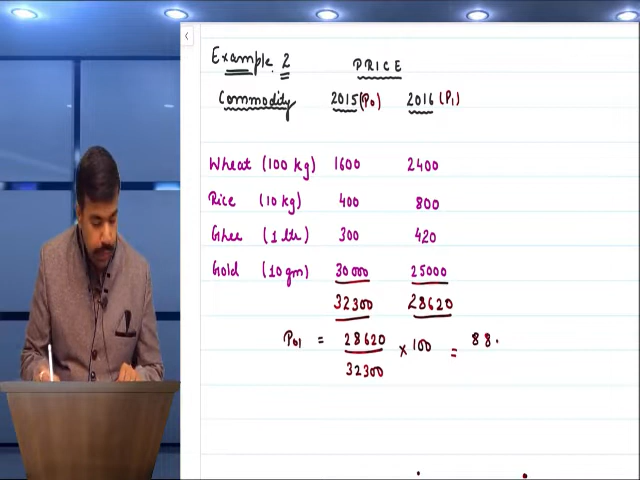 Example 2 PRICE
Commodity 2015(P0) 2016(P1)
Wheat (100 kg) 1600 2400
Rice (10 kg) 400 800
Ghee (1 ltr) 300 420
Gold (10 gm) 30000 25000
32300 28620
P01 = 28620 × 100 = 88.
32300